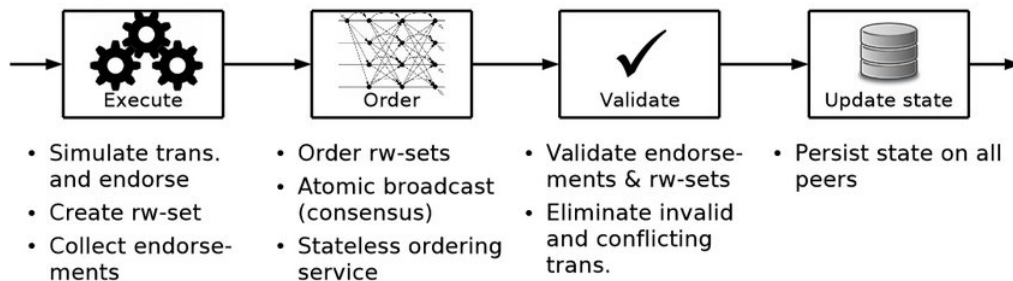 Execute
Order
Validate
Update state
• Simulate trans.
and endorse
• Create rw-set
• Collect endorse-
ments
• Order rw-sets
• Atomic broadcast
(consensus)
• Stateless ordering
service
• Validate endorse-
ments & rw-sets
• Eliminate invalid
and conflicting
trans.
• Persist state on all
peers